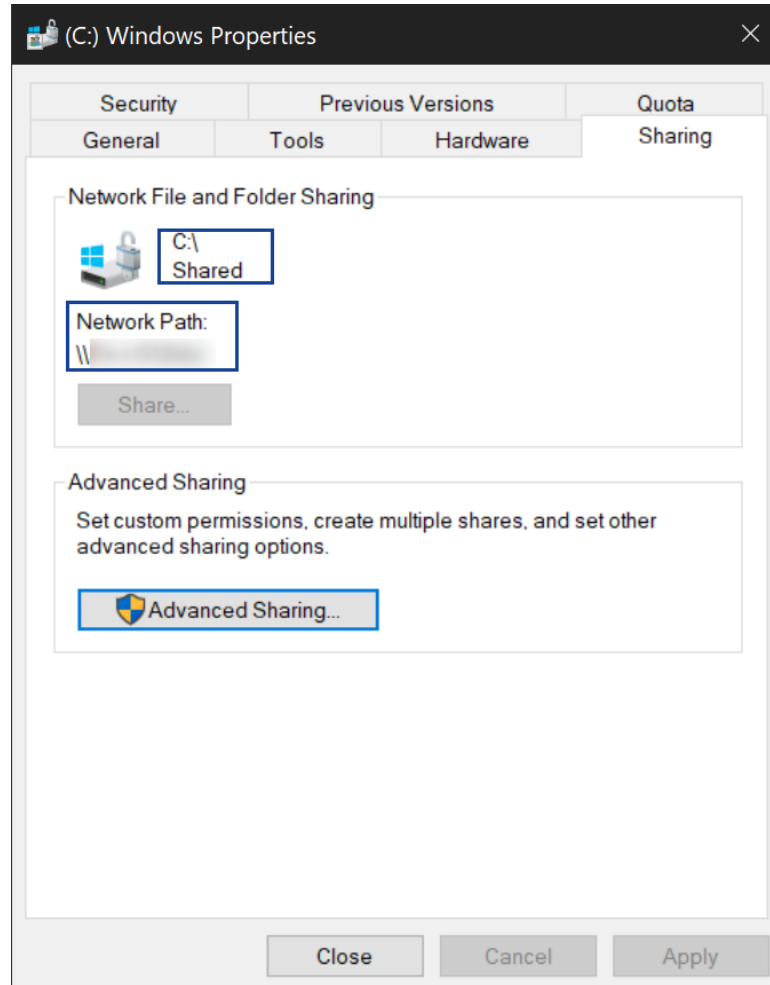 (C:) Windows Properties
Security Previous Versions Quota
General Tools Hardware Sharing
Network File and Folder Sharing
C:\
Shared
Network Path:
\\
Share...
Advanced Sharing
Set custom permissions, create multiple shares, and set other
advanced sharing options.
Advanced Sharing...
Close Cancel Apply